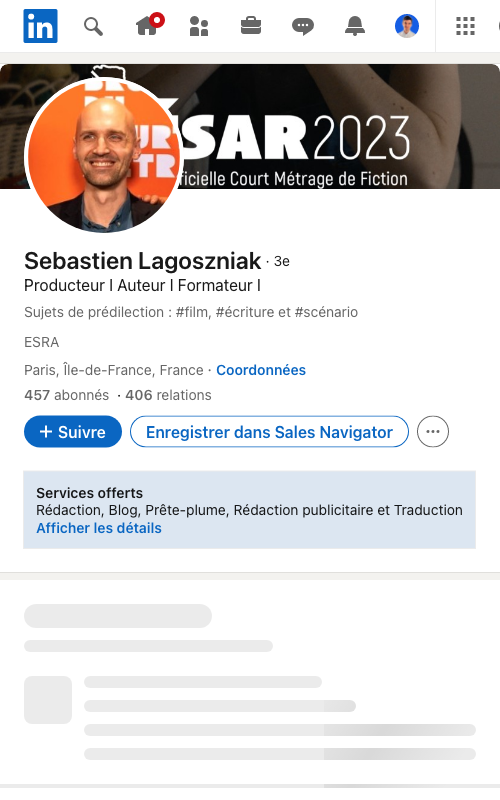 in
SAR 2023
ficielle Court Métrage de Fiction
Sebastien Lagoszniak · 3e
Producteur I Auteur I Formateur I
Sujets de prédilection : #film, #écriture et #scénario
ESRA
Paris, Île-de-France, France · Coordonnées
457 abonnés · 406 relations
+ Suivre
Enregistrer dans Sales Navigator
Services offerts
Rédaction, Blog, Prête-plume, Rédaction publicitaire et Traduction
Afficher les détails